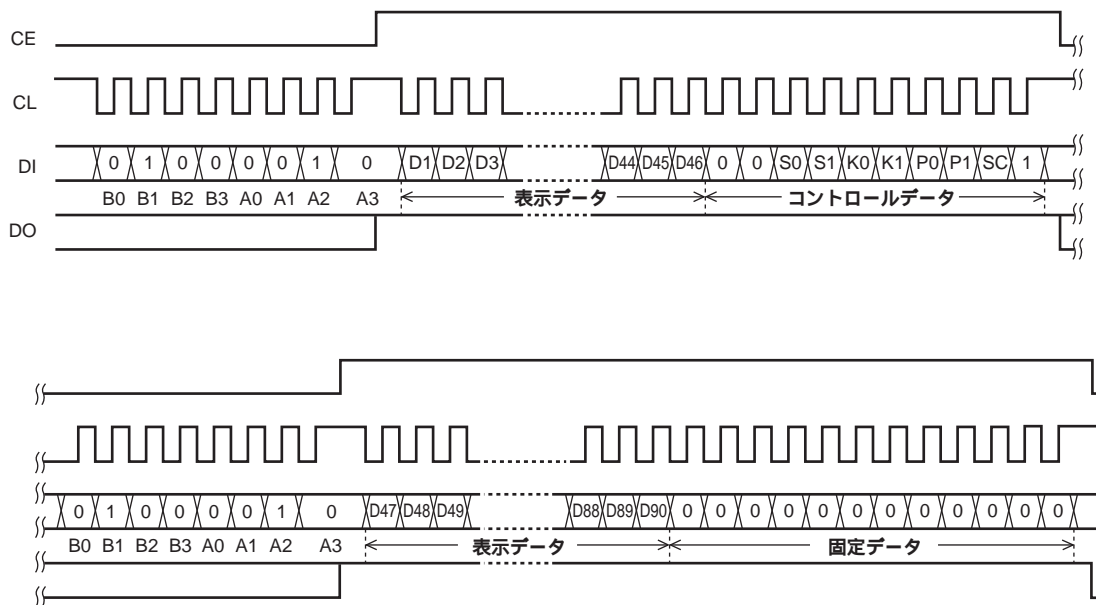 CE
CL
DI 0 1 0 0 0 0 1 0 D1 D2 D3 D44 D45 D46 0 0 S0 S1 K0 K1 P0 P1 SC 1
B0 B1 B2 B3 A0 A1 A2 A3 表示データ コントロールデータ
DO
0 1 0 0 0 0 1 0 D47 D48 D49 D88 D89 D90 0 0 0 0 0 0 0 0 0 0 0 0
B0 B1 B2 B3 A0 A1 A2 A3 表示データ 固定データ